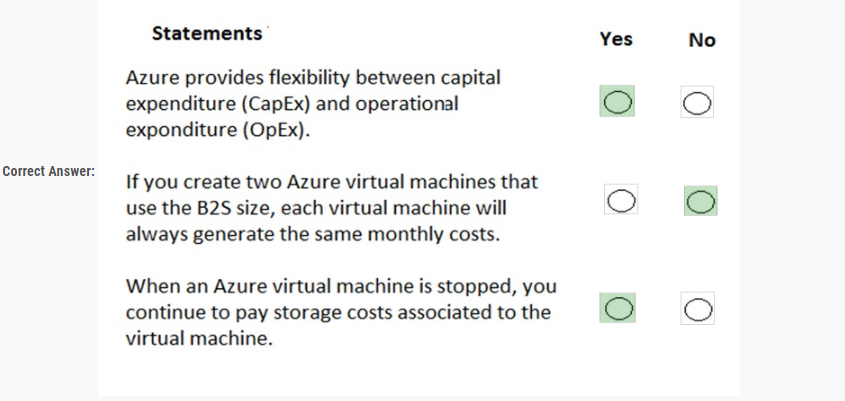 Statements
Yes No
Azure provides flexibility between capital
expenditure (CapEx) and operational
exponditure (OpEx).
Correct Answer:
If you create two Azure virtual machines that
use the B2S size, each virtual machine will
always generate the same monthly costs.
When an Azure virtual machine is stopped, you
continue to pay storage costs associated to the
virtual machine.